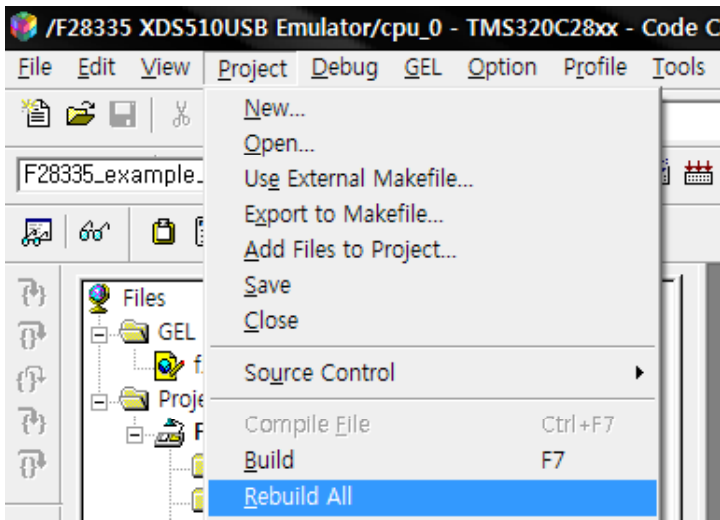 /F28335 XDS510USB Emulator/cpu_0 - TMS320C28xx - Code C
File Edit View Project Debug GEL Option Profile Tools
New...
Open...
F28335_example_
Use External Makefile...
Export to Makefile...
Add Files to Project...
Save
Files
Close
GEL
f
Source Control
Proje
Compile File Ctrl+F7
F
Build F7
Rebuild All